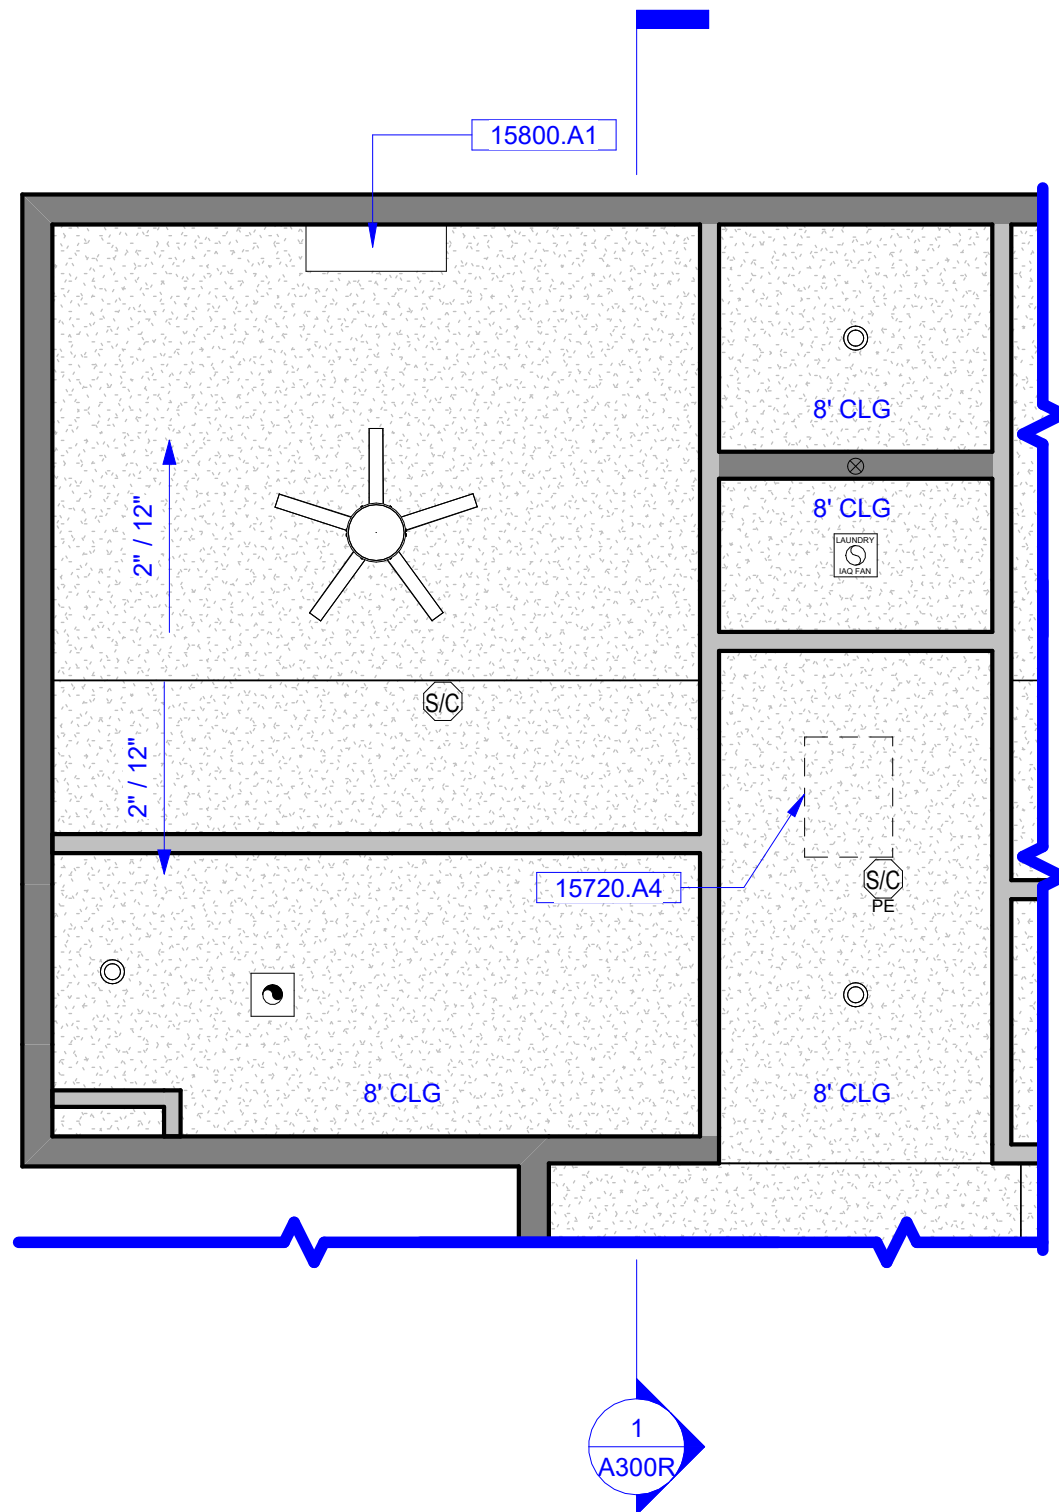 15800.A1
8' CLG
2" / 12"
8' CLG
LAUNDRY
IAQ FAN
S/C
2" / 12"
15720.A4
S/C
PE
8' CLG
8' CLG
1
A300R